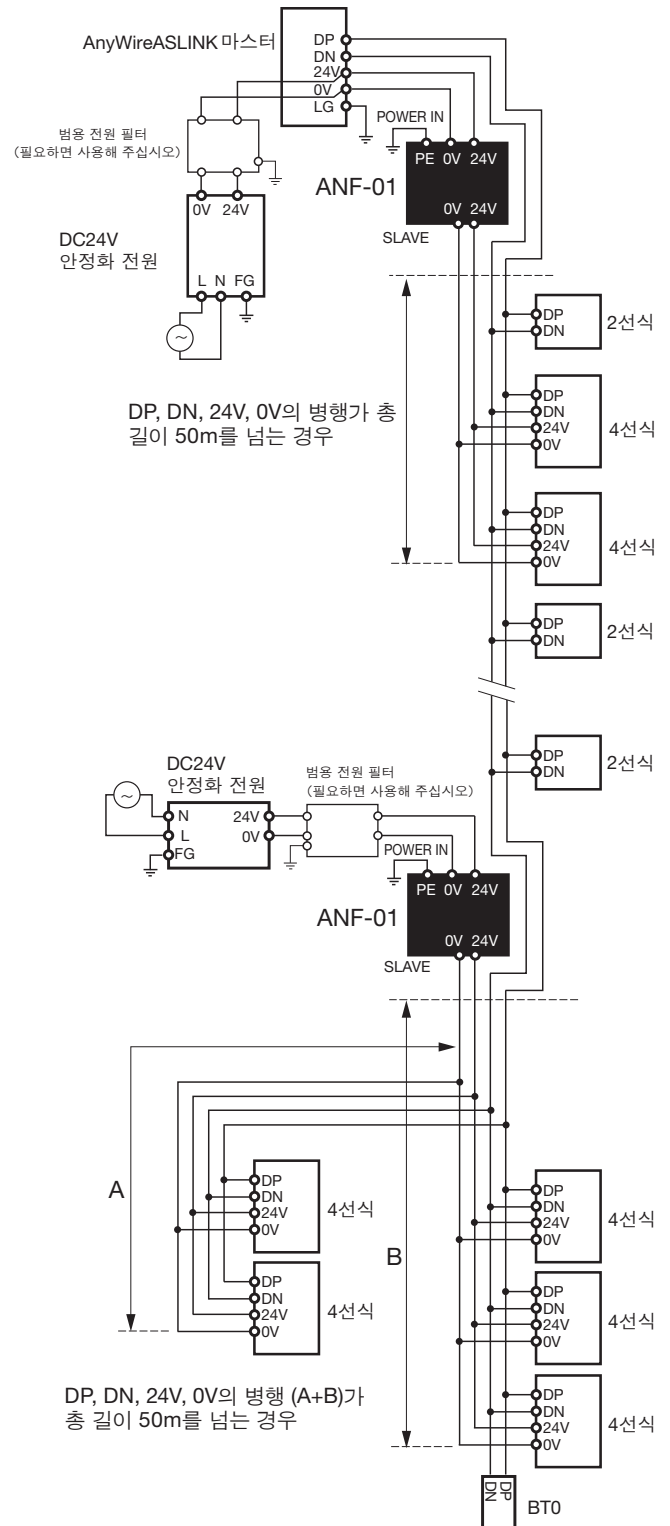 AnyWireASLINK 마스터
DP
DN
24V
0V
LG
범용 전원 필터
(필요하면 사용해 주십시오)
POWER IN
PE 0V 24V
ANF-01
0V 24V
SLAVE
0V 24V
DC24V
안정화 전원
L N FG
DP
DN
2선식
DP, DN, 24V, 0V의 병행가 총
길이 50m를 넘는 경우
DP
DN
24V
0V
4선식
DP
DN
24V
0V
4선식
DP
DN
2선식
DP
DN
2선식
DC24V
안정화 전원
N
L
FG
24V
0V
범용 전원 필터
(필요하면 사용해 주십시오)
POWER IN
PE 0V 24V
ANF-01
0V 24V
SLAVE
A
B
DP
DN
24V
0V
4선식
DP
DN
24V
0V
4선식
DP
DN
24V
0V
4선식
DP
DN
24V
0V
4선식
DP
DN
24V
0V
4선식
DP, DN, 24V, 0V의 병행 (A+B)가
총 길이 50m를 넘는 경우
DP
DN
BT0